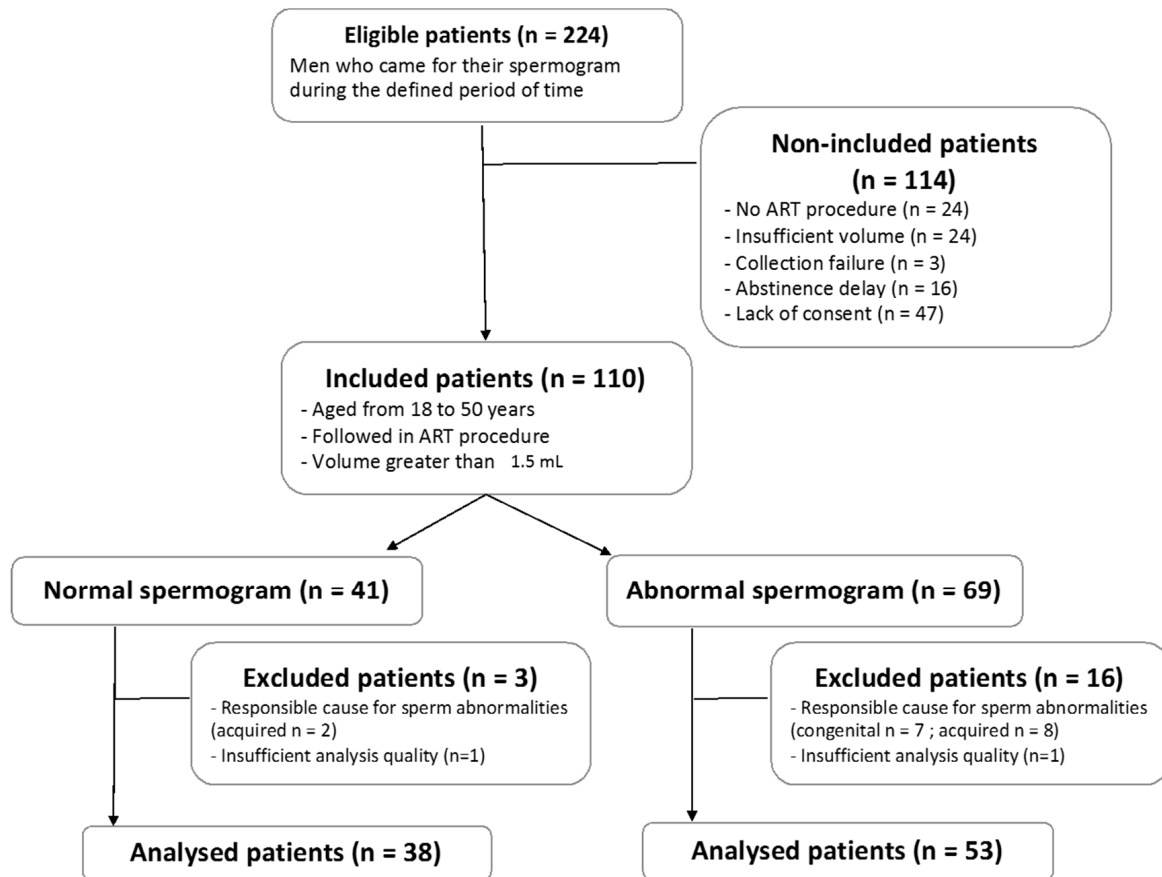 Eligible patients (n = 224)
Men who came for their spermogram
during the defined period of time
Non-included patients
(n = 114)
- No ART procedure (n = 24)
- Insufficient volume (n = 24)
- Collection failure (n = 3)
- Abstinence delay (n = 16)
- Lack of consent (n = 47)
Included patients (n = 110)
- Aged from 18 to 50 years
- Followed in ART procedure
- Volume greater than 1.5 mL
Normal spermogram (n = 41)
Abnormal spermogram (n = 69)
Excluded patients (n = 3)
- Responsible cause for sperm abnormalities
(acquired n = 2)
- Insufficient analysis quality (n=1)
Excluded patients (n = 16)
- Responsible cause for sperm abnormalities
(congenital n = 7 ; acquired n = 8)
- Insufficient analysis quality (n=1)
Analysed patients (n = 38)
Analysed patients (n = 53)